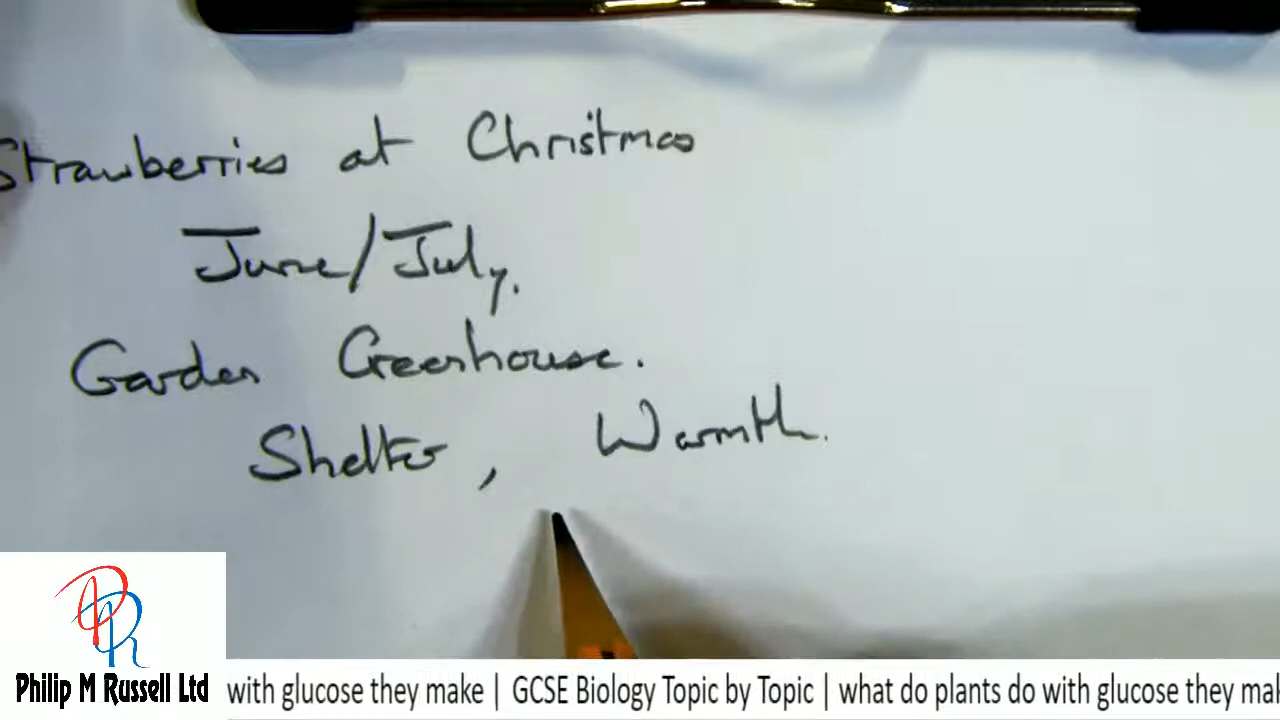 Strawberries at Christmas
June/July.
Garden Greenhouse.
Shelter, Warmth.
Philip M Russell Ltd
with glucose they make | GCSE Biology Topic by Topic | what do plants do with glucose they mak